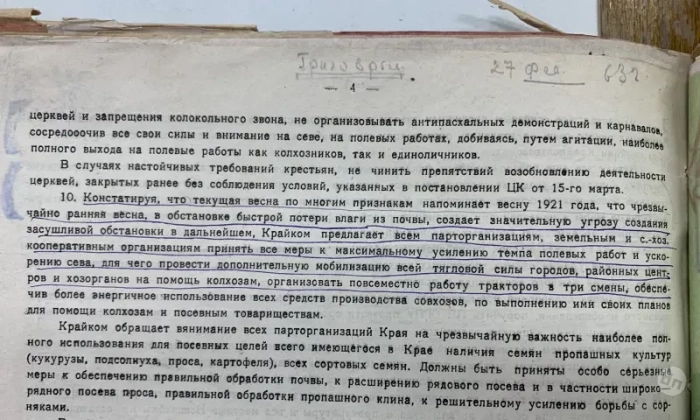 27 фев.
— 4 —
церквей и запрещения колокольного звона, не организовывать антипасхальных демонстраций и карнавалов,
сосредооточив все свои силы и внимание на севе, на полевых работах, добиваясь, путем агитации, наиболее
полного выхода на полевые работы как колхозников, так и единоличников.
В случаях настойчивых требований крестьян, не чинить препятствий возобновлению деятельности
церквей, закрытых ранее без соблюдения условий, указанных в постановлении ЦК от 15-го марта.
10. Констатируя, что текущая весна по многим признакам напоминает весну 1921 года, что чрезвы-
чайно ранняя весна, в обстановке быстрой потери влаги из почвы, создает значительную угрозу создания
засушливой обстановки в дальнейшем, Крайком предлагает всем парторганизациям, земельным и с.-хоз.
кооперативным организациям принять все меры к максимальному усилению темпа полевых работ и уско-
рению сева, для чего провести дополнительную мобилизацию всей тягловой силы городов, районных цент-
ров и хозорганов на помощь колхозам, организовать повсеместно работу тракторов в три смены, обеспе-
чив более энергичное использование всех средств производства совхозов, по выполнению ими своих планов
для помощи колхозам и посевным товариществам.
Крайком обращает вянимание всех парторганизаций Края на чрезвычайную важность наиболее пол-
ного использования для посевных целей всего имеющегося в Крае наличия семян пропашных культур
(кукурузы, подсолнуха, проса, картофеля), всех сортовых семян. Должны быть приняты особо серьезные
меры к обеспечению правильной обработки почвы, к расширению рядового посева и в частности широко-
рядного посева проса, правильной обработки пропашного клина, к решительному усилению борьбы с сор-
няками.